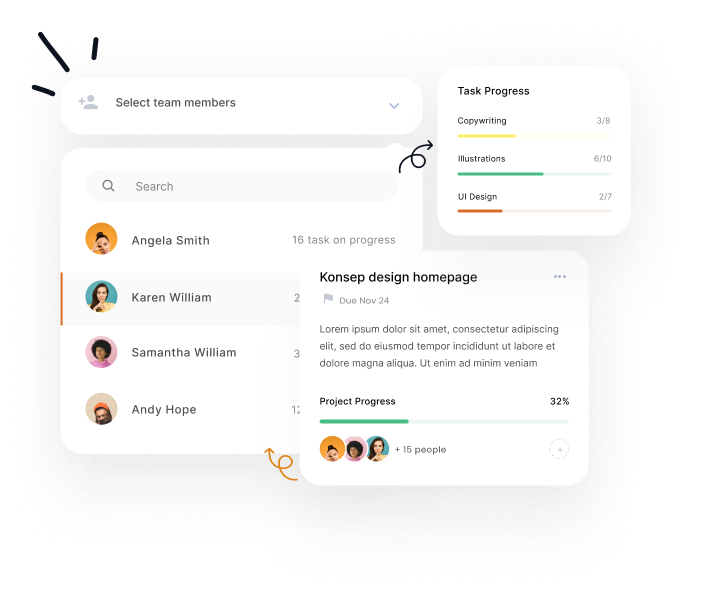 Select team members
Search
Angela Smith 16 task on progress
Karen William 2
Samantha William 3
Andy Hope 12
Task Progress
Copywriting 3/8
Illustrations 6/10
UI Design 2/7
Konsep design homepage
Due Nov 24
Lorem ipsum dolor sit amet, consectetur adipiscing
elit, sed do eiusmod tempor incididunt ut labore et
dolore magna aliqua. Ut enim ad minim veniam
Project Progress 32%
+ 15 people